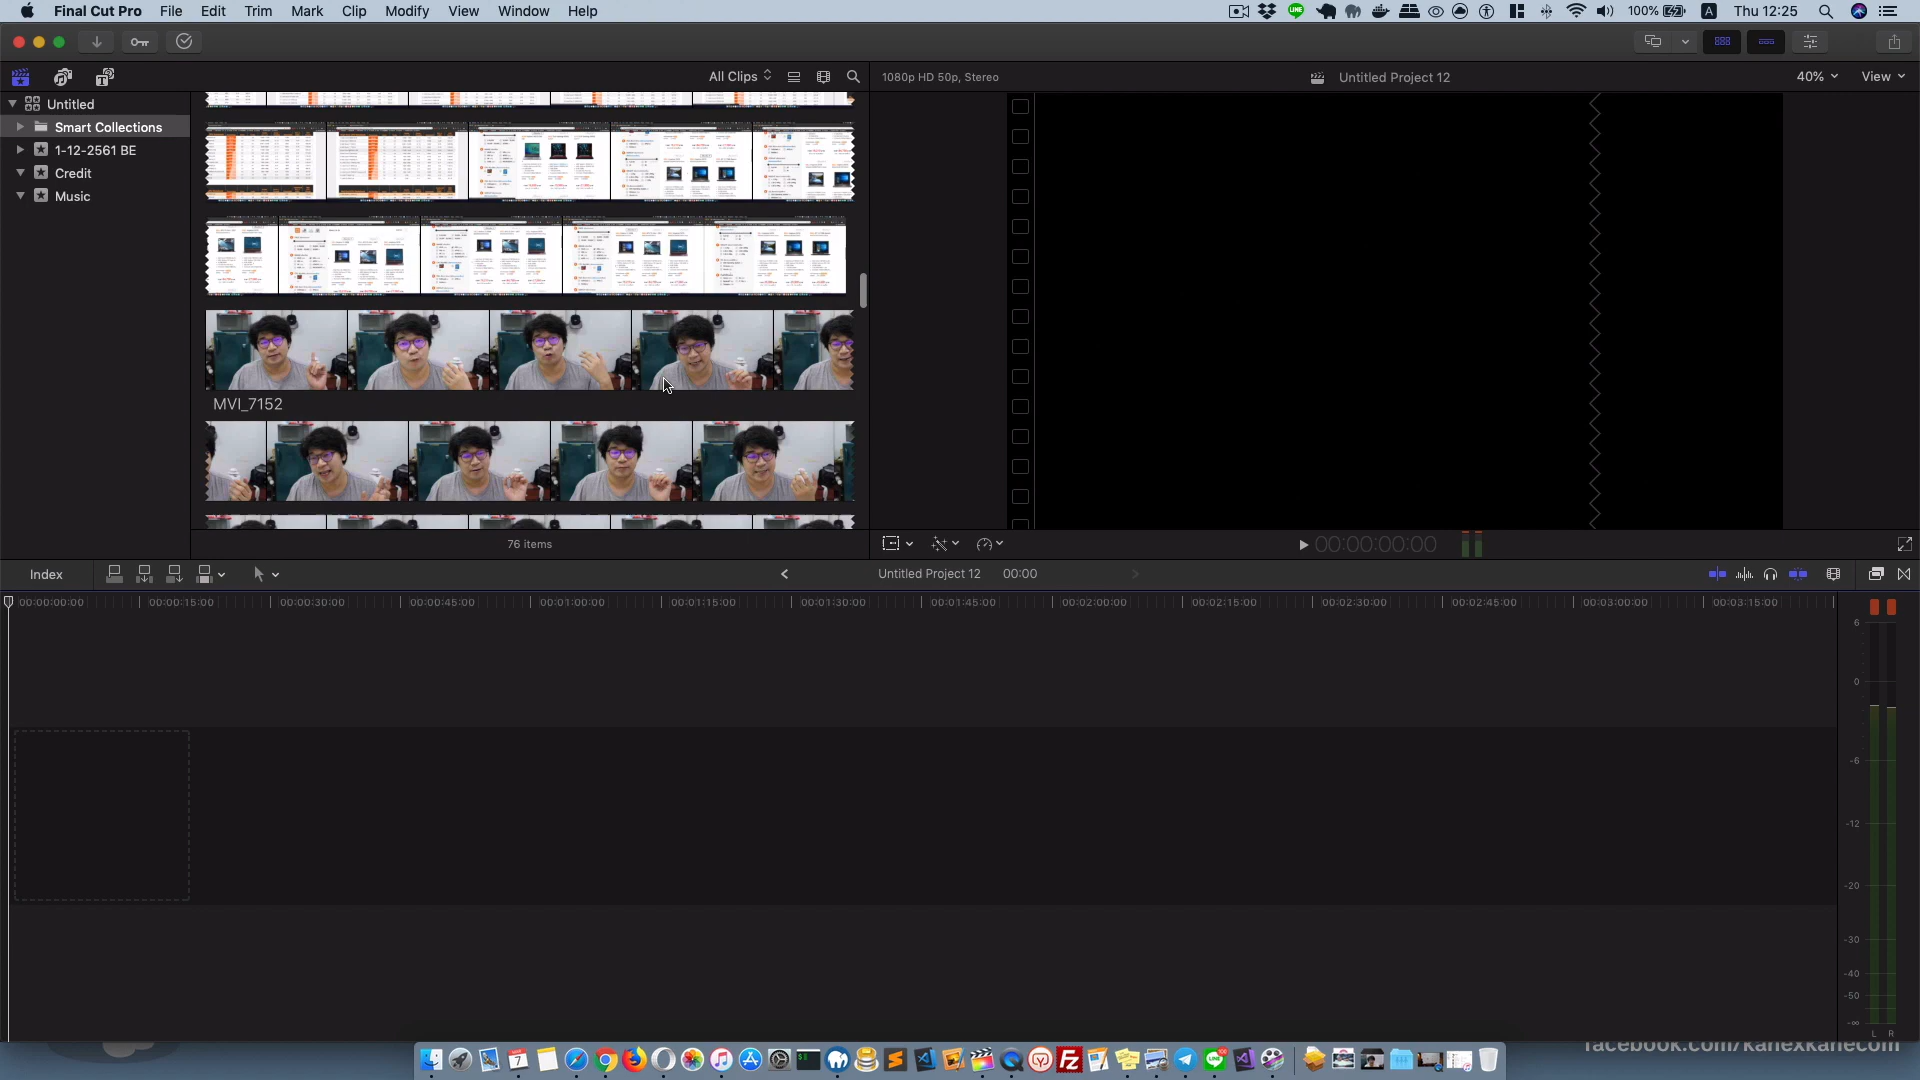 Final Cut Pro File Edit Trim Mark Clip Modify View Window Help 100% A Thu 12:25
All Clips 1080p HD 50p, Stereo Untitled Project 12 40% View
Untitled
Smart Collections
1-12-2561 BE
Credit
Music
MVI_7152
76 items
00:00:00:00
Index Untitled Project 12 00:00
00:00:00:00 00:00:15:00 00:00:30:00 00:00:45:00 00:01:00:00 00:01:15:00 00:01:30:00 00:01:45:00 00:02:00:00 00:02:15:00 00:02:30:00 00:02:45:00 00:03:00:00 00:03:15:00
6
0
-6
-12
-20
-30
-40
-50
-∞
L R
facebook.com/kanexkanecom